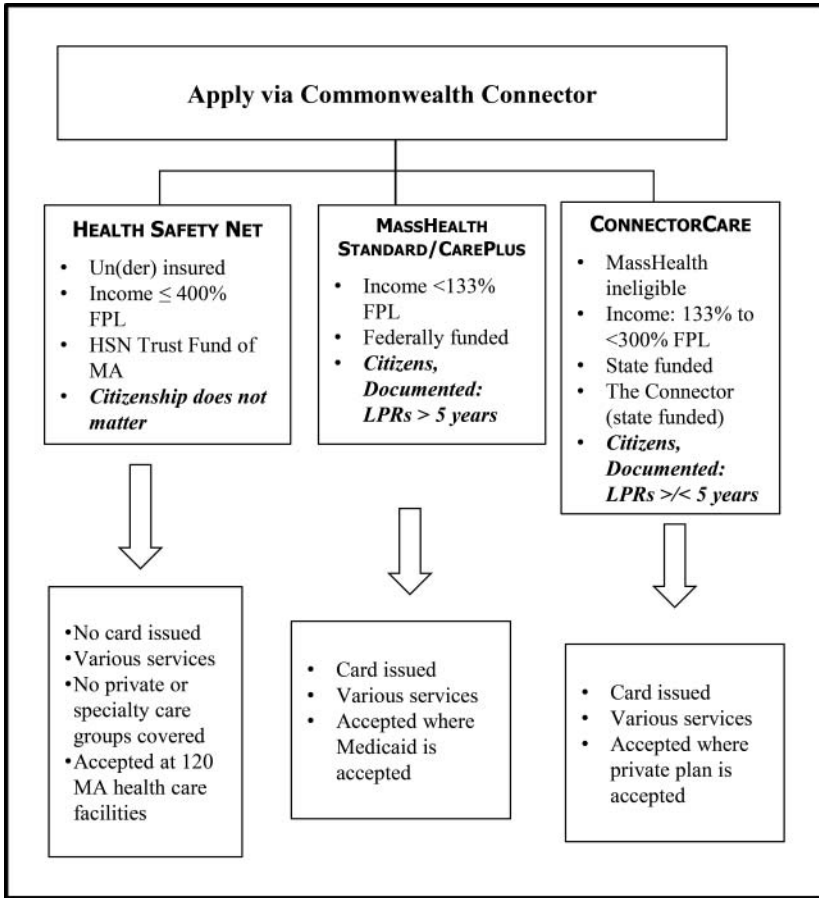 Apply via Commonwealth Connector
HEALTH SAFETY NET
• Un(der) insured
• Income ≤ 400%
FPL
• HSN Trust Fund of
MA
• Citizenship does not
matter
MASSHEALTH
STANDARD/CAREPLUS
• Income <133%
FPL
• Federally funded
• Citizens,
Documented:
LPRs > 5 years
CONNECTORCARE
• MassHealth
ineligible
• Income: 133% to
<300% FPL
• State funded
• The Connector
(state funded)
• Citizens,
Documented:
LPRs >/< 5 years
•No card issued
•Various services
•No private or
specialty care
groups covered
•Accepted at 120
MA health care
facilities
• Card issued
• Various services
• Accepted where
Medicaid is
accepted
• Card issued
• Various services
• Accepted where
private plan is
accepted